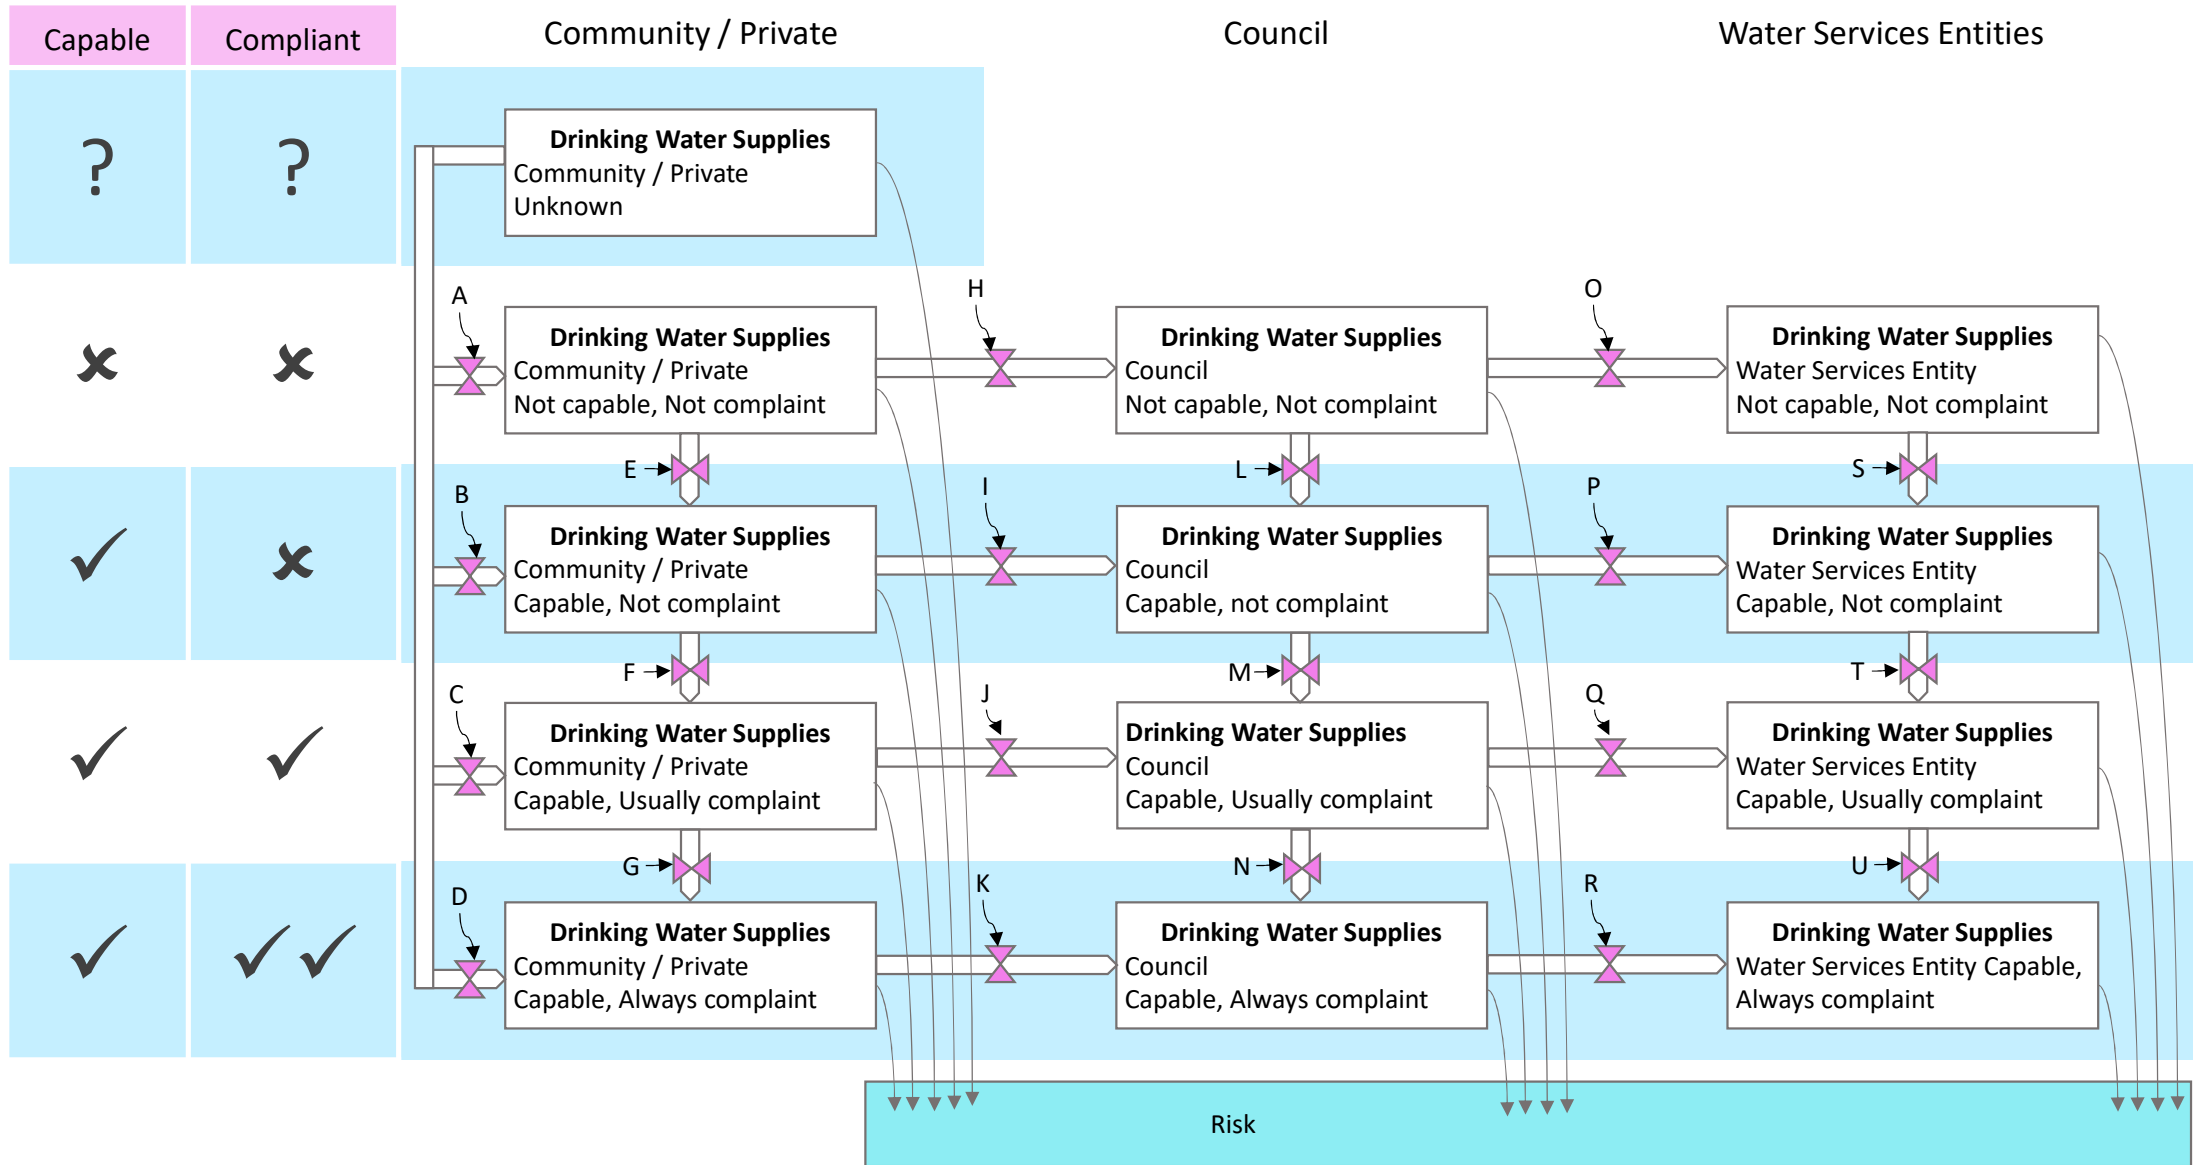 Capable
Compliant
Community / Private
Council
Water Services Entities
? ?
Drinking Water Supplies
Community / Private
Unknown
A
H
O
Drinking Water Supplies
Community / Private
Not capable, Not complaint
Drinking Water Supplies
Council
Not capable, Not complaint
Drinking Water Supplies
Water Services Entity
Not capable, Not complaint
E
L
S
B
I
P
Drinking Water Supplies
Community / Private
Capable, Not complaint
Drinking Water Supplies
Council
Capable, not complaint
Drinking Water Supplies
Water Services Entity
Capable, Not complaint
F
M
T
C
J
Q
Drinking Water Supplies
Community / Private
Capable, Usually complaint
Drinking Water Supplies
Council
Capable, Usually complaint
Drinking Water Supplies
Water Services Entity
Capable, Usually complaint
G
N
U
D
K
R
Drinking Water Supplies
Community / Private
Capable, Always complaint
Drinking Water Supplies
Council
Capable, Always complaint
Drinking Water Supplies
Water Services Entity Capable,
Always complaint
Risk